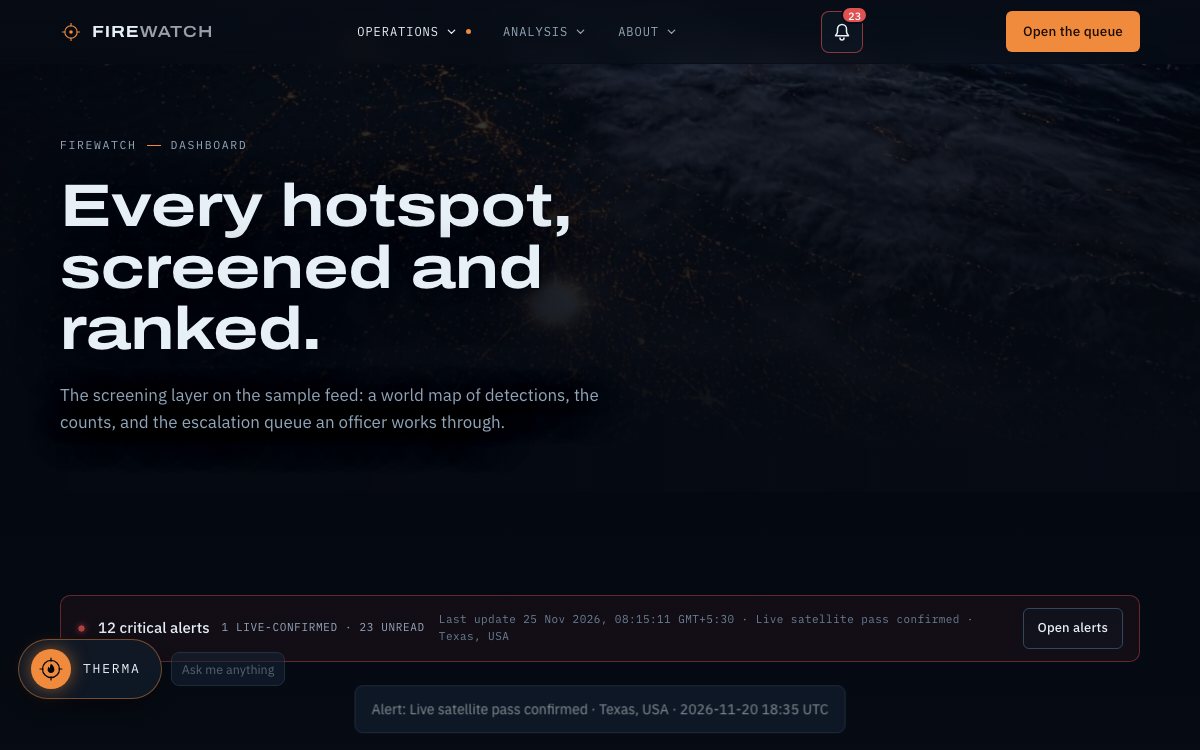 FIREWATCH
OPERATIONS
ANALYSIS
ABOUT
23
Open the queue
FIREWATCH — DASHBOARD
Every hotspot,
screened and
ranked.
The screening layer on the sample feed: a world map of detections, the
counts, and the escalation queue an officer works through.
12 critical alerts
1 LIVE-CONFIRMED · 23 UNREAD
Last update 25 Nov 2026, 08:15:11 GMT+5:30 · Live satellite pass confirmed ·
Texas, USA
Open alerts
THERMA
Ask me anything
Alert: Live satellite pass confirmed · Texas, USA · 2026-11-20 18:35 UTC